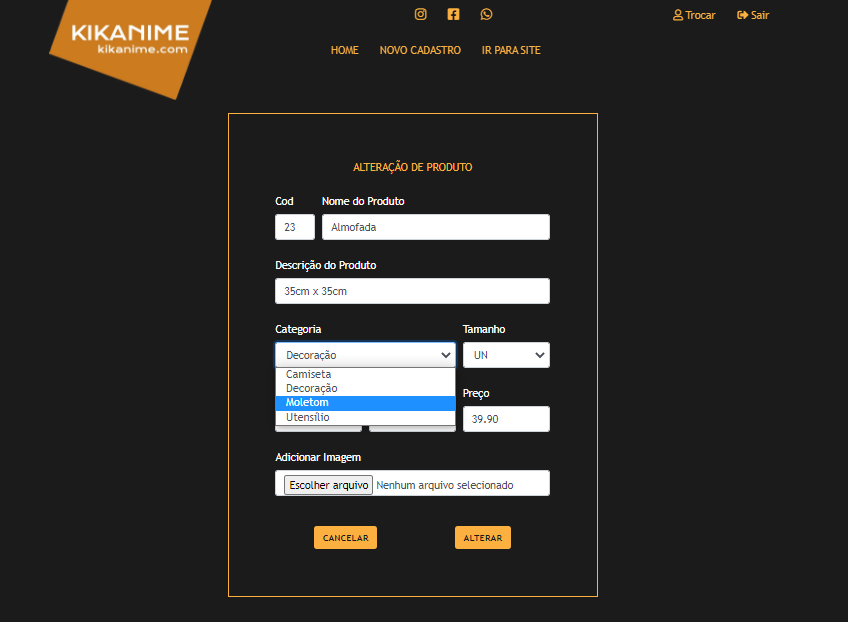 KIKANIME
kikanime.com
Trocar
Sair
HOME
NOVO CADASTRO
IR PARA SITE
ALTERAÇÃO DE PRODUTO
Cod
Nome do Produto
23
Almofada
Descrição do Produto
35cm x 35cm
Categoria
Tamanho
Decoração
UN
Camiseta
Decoração
Moletom
Utensílio
Preço
39.90
Adicionar Imagem
Escolher arquivo Nenhum arquivo selecionado
CANCELAR
ALTERAR